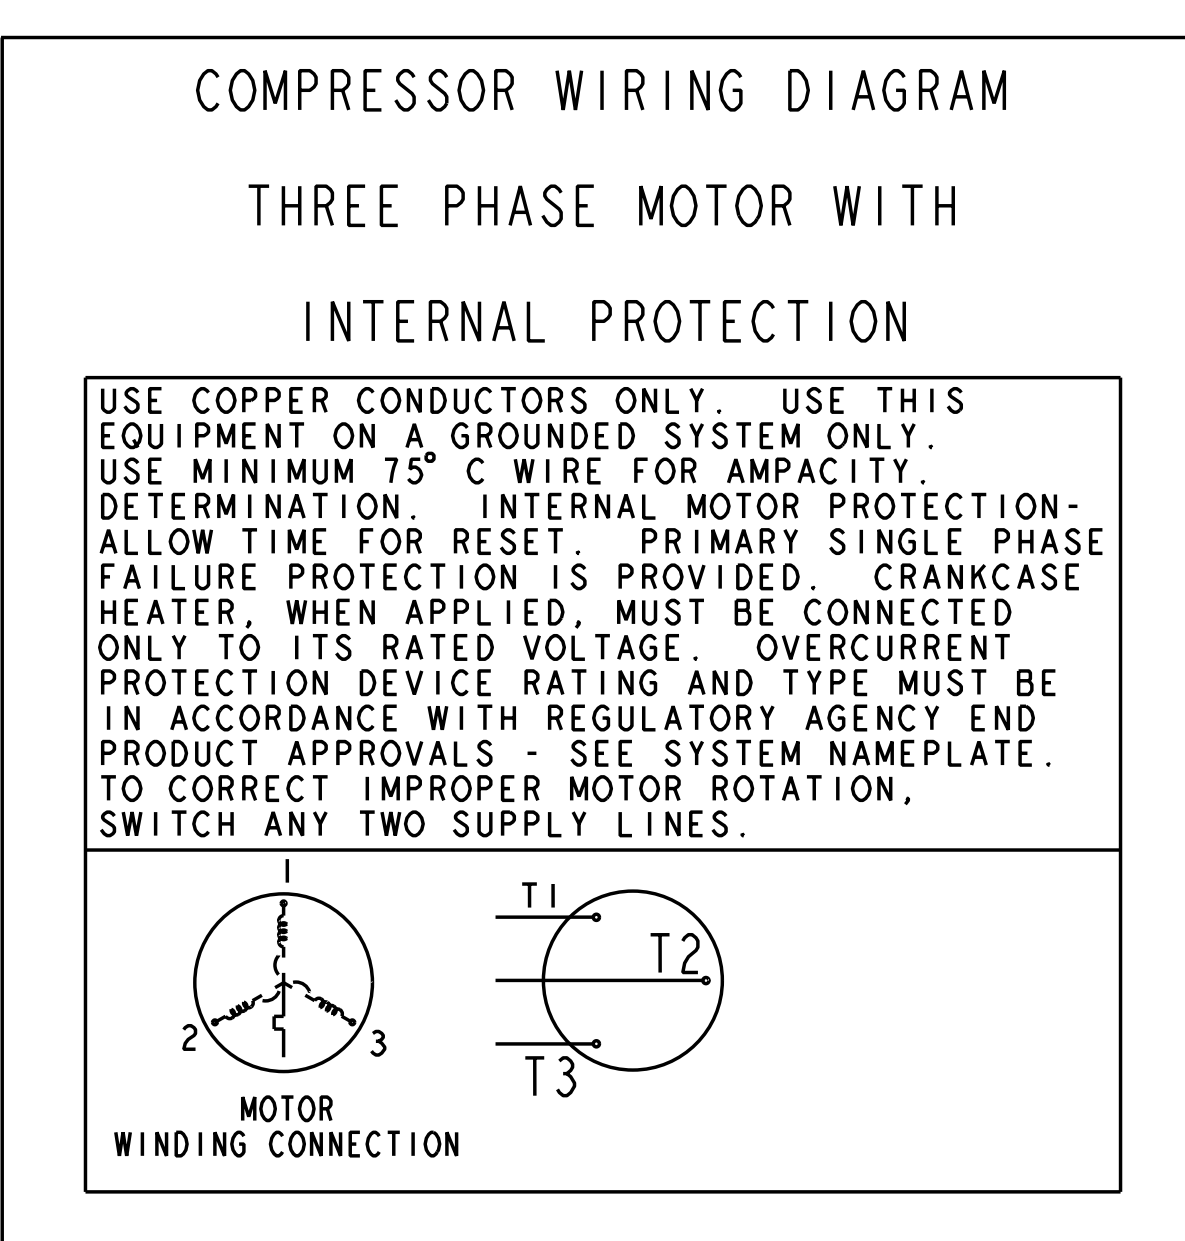 COMPRESSOR WIRING DIAGRAM
THREE PHASE MOTOR WITH
INTERNAL PROTECTION
USE COPPER CONDUCTORS ONLY. USE THIS
EQUIPMENT ON A GROUNDED SYSTEM ONLY.
USE MINIMUM 75° C WIRE FOR AMPACITY.
DETERMINATION. INTERNAL MOTOR PROTECTION-
ALLOW TIME FOR RESET. PRIMARY SINGLE PHASE
FAILURE PROTECTION IS PROVIDED. CRANKCASE
HEATER, WHEN APPLIED, MUST BE CONNECTED
ONLY TO ITS RATED VOLTAGE. OVERCURRENT
PROTECTION DEVICE RATING AND TYPE MUST BE
IN ACCORDANCE WITH REGULATORY AGENCY END
PRODUCT APPROVALS - SEE SYSTEM NAMEPLATE.
TO CORRECT IMPROPER MOTOR ROTATION,
SWITCH ANY TWO SUPPLY LINES.
1
2
3
MOTOR
WINDING CONNECTION
T1
T2
T3